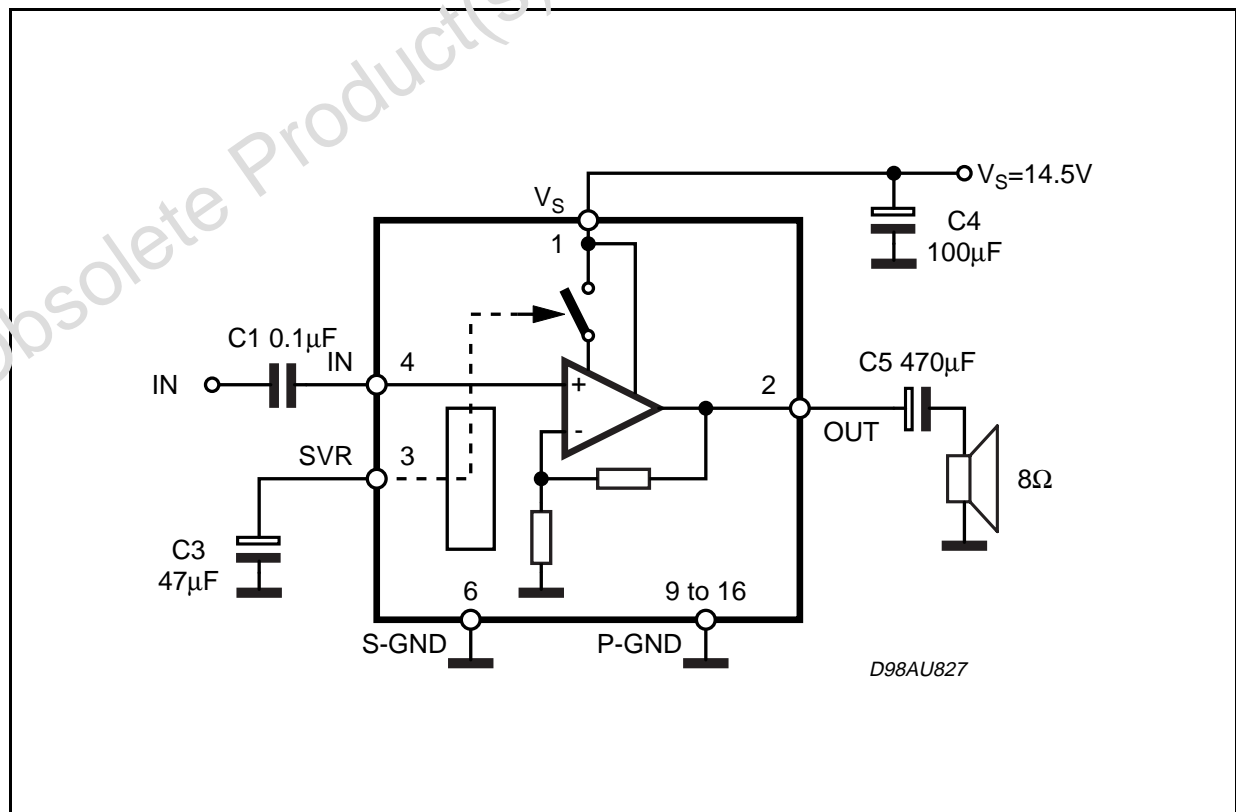 Obsolete Product(s)
V_S=14.5V
V_S
C4
100μF
1
C1 0.1μF
IN
4
IN
+
C5 470μF
2
-
OUT
SVR
3
8Ω
C3
47μF
6
9 to 16
S-GND
P-GND
D98AU827